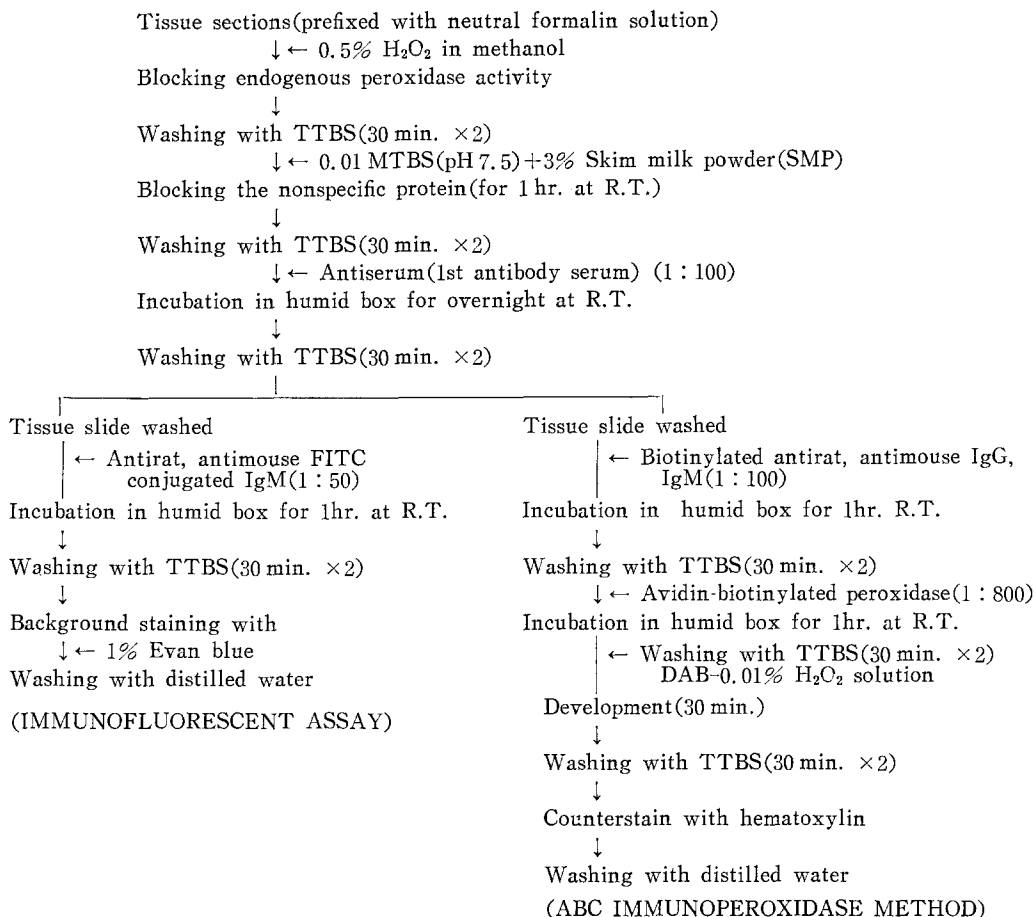 Tissue sections(prefixed with neutral formalin solution)
↓ ← 0.5% H₂O₂ in methanol
Blocking endogenous peroxidase activity
↓
Washing with TTBS(30 min. ×2)
↓ ← 0.01 MTBS(pH 7.5)+3% Skim milk powder(SMP)
Blocking the nonspecific protein(for 1 hr. at R.T.)
↓
Washing with TTBS(30 min. ×2)
↓ ← Antiserum(1st antibody serum) (1 : 100)
Incubation in humid box for overnight at R.T.
↓
Washing with TTBS(30 min. ×2)
Tissue slide washed
← Antirat, antimouse FITC
conjugated IgM(1 : 50)
Incubation in humid box for 1hr. at R.T.
↓
Washing with TTBS(30 min. ×2)
↓
Background staining with
↓ ← 1% Evan blue
Washing with distilled water
(IMMUNOFLUORESCENT ASSAY)
Tissue slide washed
← Biotinylated antirat, antimouse IgG,
IgM(1 : 100)
Incubation in humid box for 1hr. R.T.
↓
Washing with TTBS(30 min. ×2)
↓ ← Avidin-biotinylated peroxidase(1 : 800)
Incubation in humid box for 1hr. at R.T.
← Washing with TTBS(30 min. ×2)
DAB-0.01% H₂O₂ solution
Development(30 min.)
↓
Washing with TTBS(30 min. ×2)
↓
Counterstain with hematoxylin
↓
Washing with distilled water
(ABC IMMUNOPEROXIDASE METHOD)